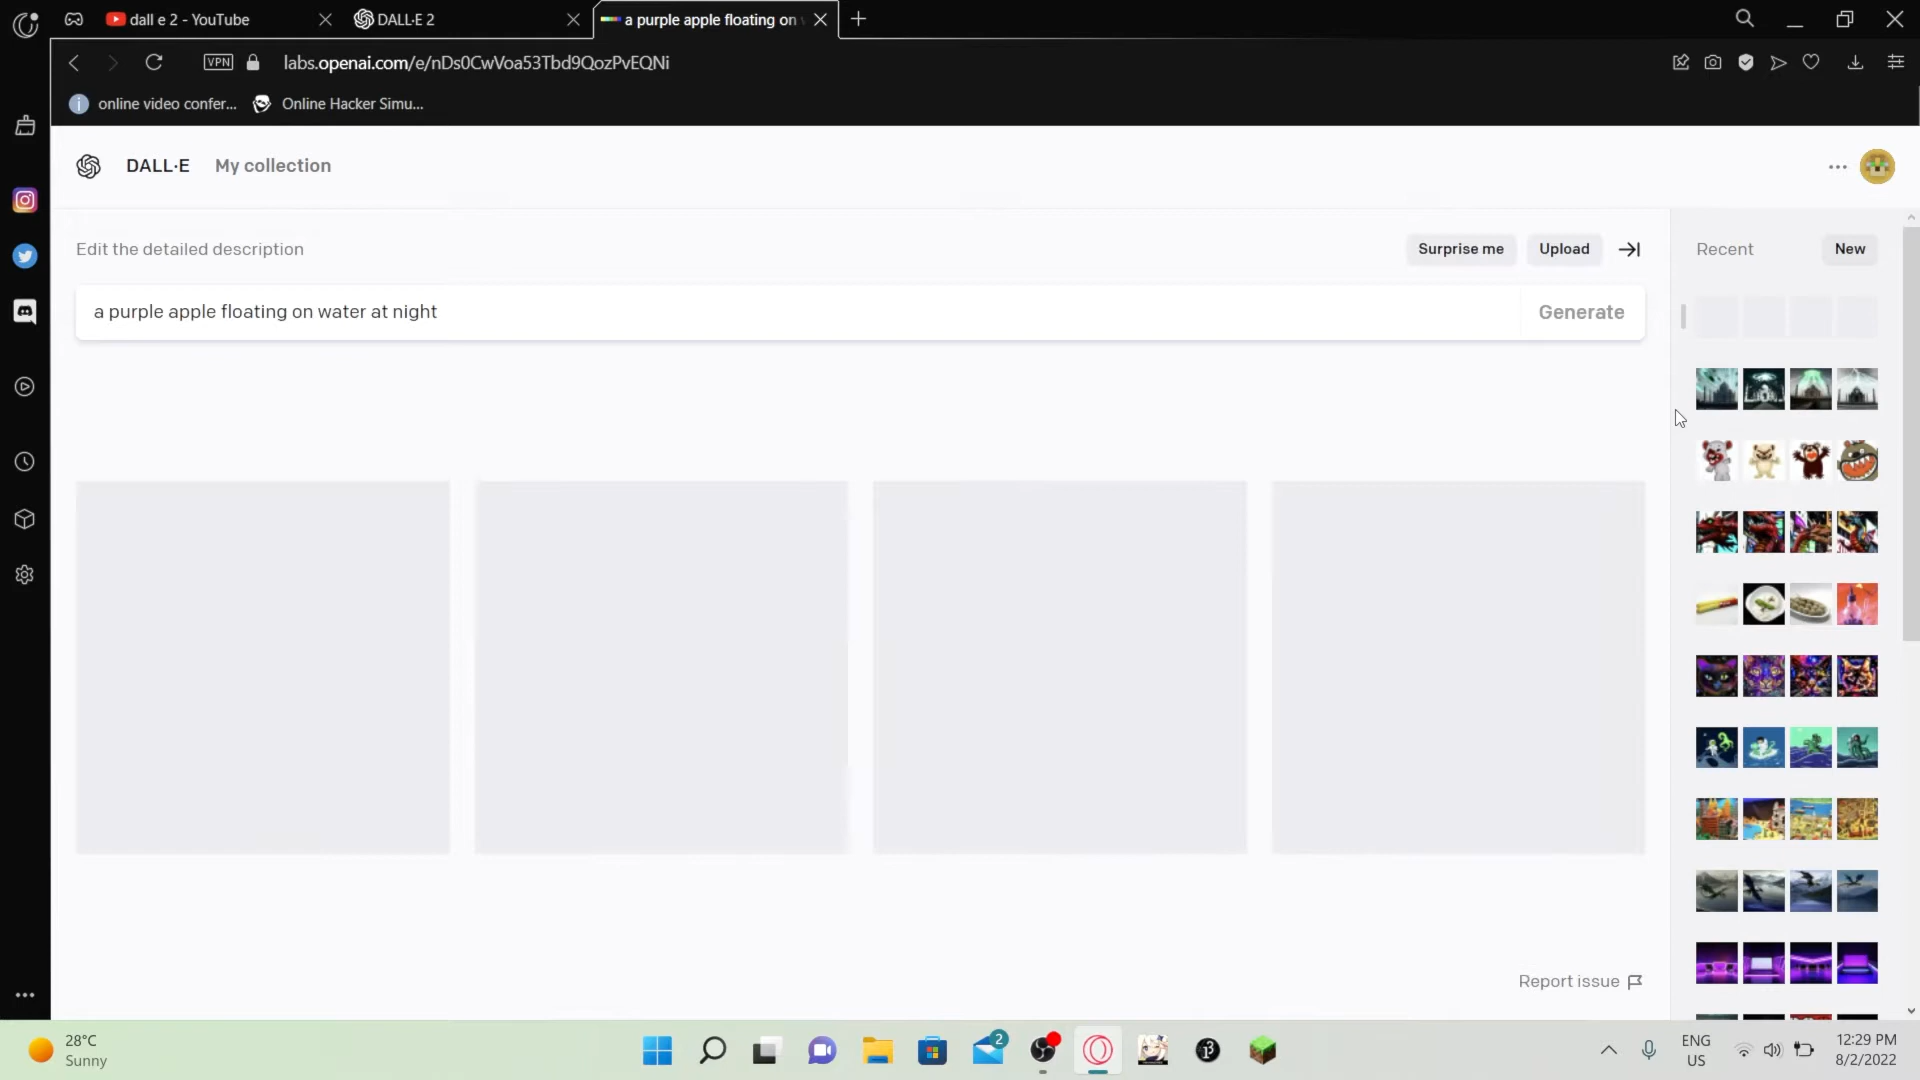 dall e 2 - YouTube
DALL·E 2
a purple apple floating on
VPN
labs.openai.com/e/nDs0CwVoa53Tbd9QozPvEQNi
online video confer...
Online Hacker Simu...
DALL·E
My collection
Edit the detailed description
Surprise me
Upload
Recent
New
a purple apple floating on water at night
Generate
Report issue
28°C
Sunny
2
ENG
US
12:29 PM
8/2/2022